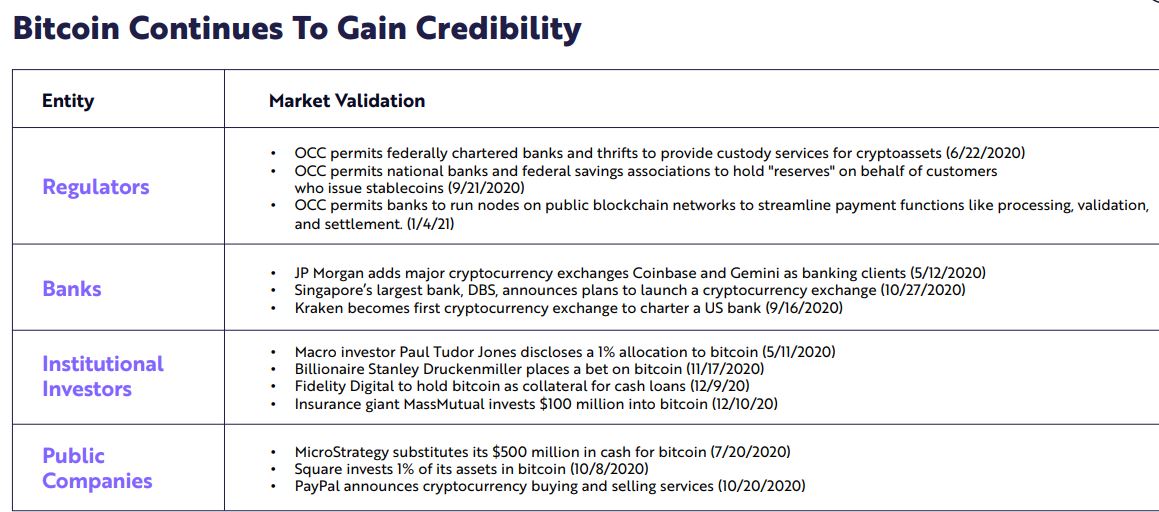 Bitcoin Continues To Gain Credibility
Entity
Market Validation
Regulators
• OCC permits federally chartered banks and thrifts to provide custody services for cryptoassets (6/22/2020)
• OCC permits national banks and federal savings associations to hold "reserves" on behalf of customers
who issue stablecoins (9/21/2020)
• OCC permits banks to run nodes on public blockchain networks to streamline payment functions like processing, validation,
and settlement. (1/4/21)
Banks
• JP Morgan adds major cryptocurrency exchanges Coinbase and Gemini as banking clients (5/12/2020)
• Singapore’s largest bank, DBS, announces plans to launch a cryptocurrency exchange (10/27/2020)
• Kraken becomes first cryptocurrency exchange to charter a US bank (9/16/2020)
Institutional
Investors
• Macro investor Paul Tudor Jones discloses a 1% allocation to bitcoin (5/11/2020)
• Billionaire Stanley Druckenmiller places a bet on bitcoin (11/17/2020)
• Fidelity Digital to hold bitcoin as collateral for cash loans (12/9/20)
• Insurance giant MassMutual invests $100 million into bitcoin (12/10/20)
Public
Companies
• MicroStrategy substitutes its $500 million in cash for bitcoin (7/20/2020)
• Square invests 1% of its assets in bitcoin (10/8/2020)
• PayPal announces cryptocurrency buying and selling services (10/20/2020)